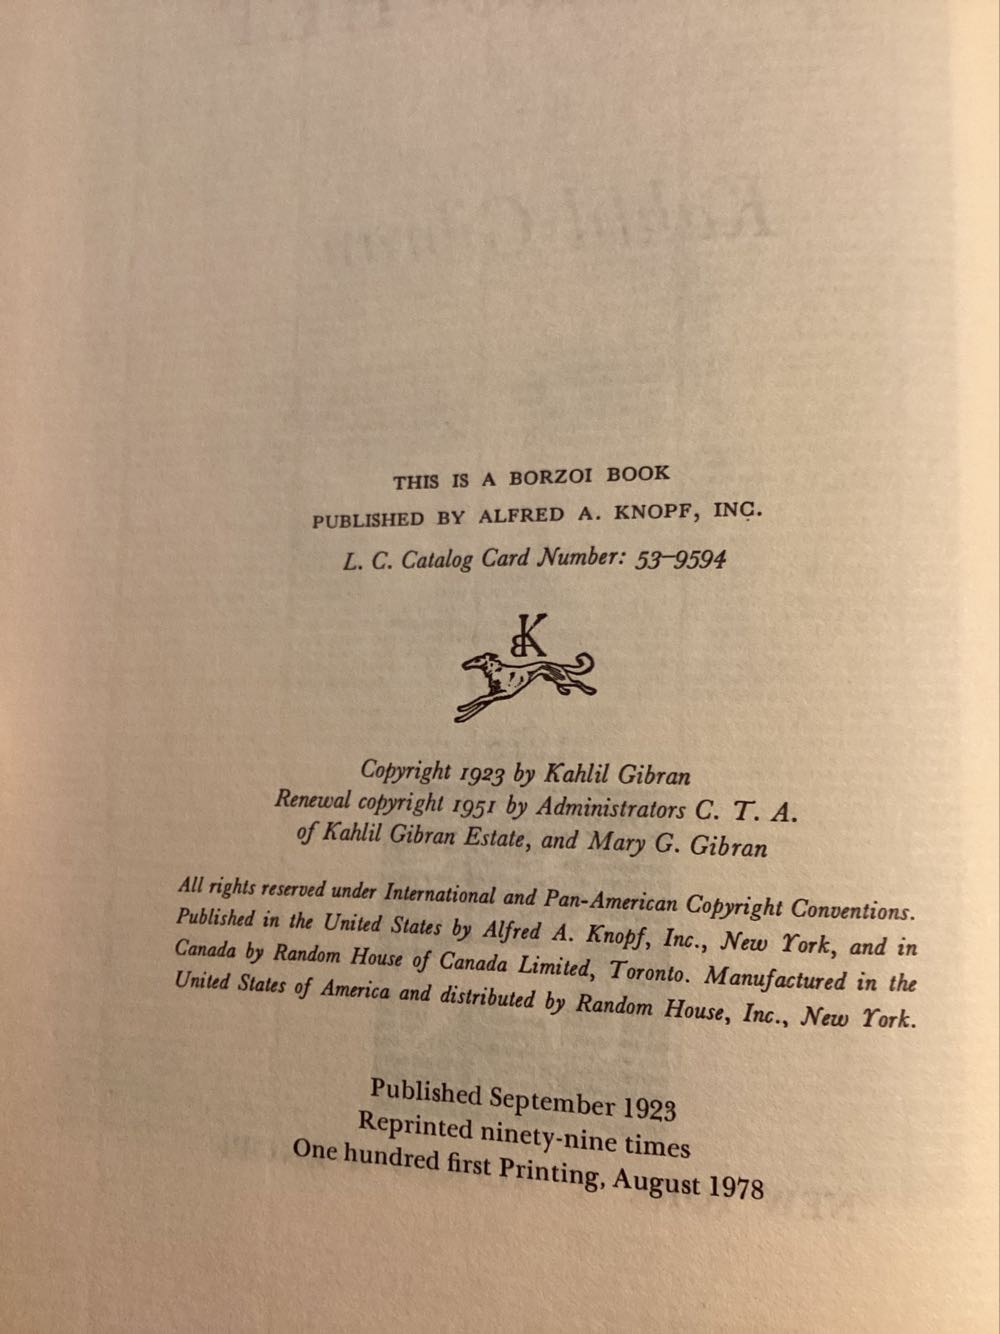 THIS IS A BORZOI BOOK
PUBLISHED BY ALFRED A. KNOPF, INC.
L. C. Catalog Card Number: 53–9594
Copyright 1923 by Kahlil Gibran
Renewal copyright 1951 by Administrators C. T. A.
of Kahlil Gibran Estate, and Mary G. Gibran
All rights reserved under International and Pan-American Copyright Conventions.
Published in the United States by Alfred A. Knopf, Inc., New York, and in
Canada by Random House of Canada Limited, Toronto. Manufactured in the
United States of America and distributed by Random House, Inc., New York.
Published September 1923
Reprinted ninety-nine times
One hundred first Printing, August 1978